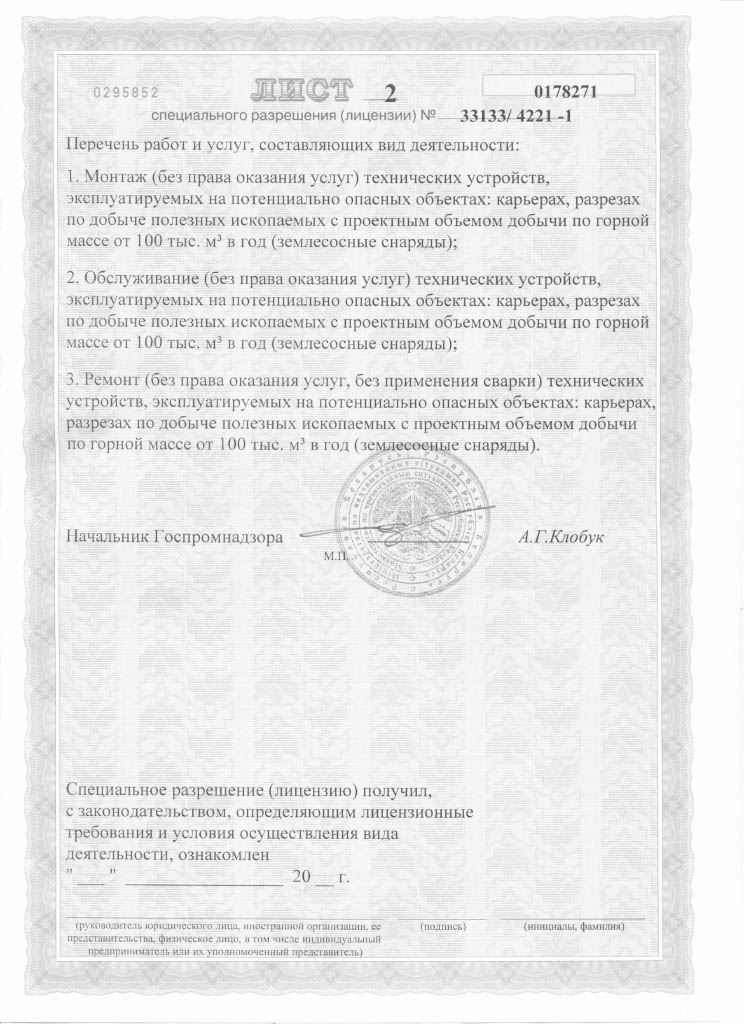 0295852 ЛИСТ 2 0178271
специального разрешения (лицензии) № 33133/ 4221 -1
Перечень работ и услуг, составляющих вид деятельности:
1. Монтаж (без права оказания услуг) технических устройств,
эксплуатируемых на потенциально опасных объектах: карьерах, разрезах
по добыче полезных ископаемых с проектным объемом добычи по горной
массе от 100 тыс. м³ в год (землесосные снаряды);
2. Обслуживание (без права оказания услуг) технических устройств,
эксплуатируемых на потенциально опасных объектах: карьерах, разрезах
по добыче полезных ископаемых с проектным объемом добычи по горной
массе от 100 тыс. м³ в год (землесосные снаряды);
3. Ремонт (без права оказания услуг, без применения сварки) технических
устройств, эксплуатируемых на потенциально опасных объектах: карьерах,
разрезах по добыче полезных ископаемых с проектным объемом добычи
по горной массе от 100 тыс. м³ в год (землесосные снаряды).
Начальник Госпромнадзора А.Г.Клобук
М.П.
Специальное разрешение (лицензию) получил,
с законодательством, определяющим лицензионные
требования и условия осуществления вида
деятельности, ознакомлен
" ___ " __________________ 20 __ г.
(руководитель юридического лица, иностранной организации, ее (подпись) (инициалы, фамилия)
представительства, физическое лицо, в том числе индивидуальный
предприниматель или их уполномоченный представитель)